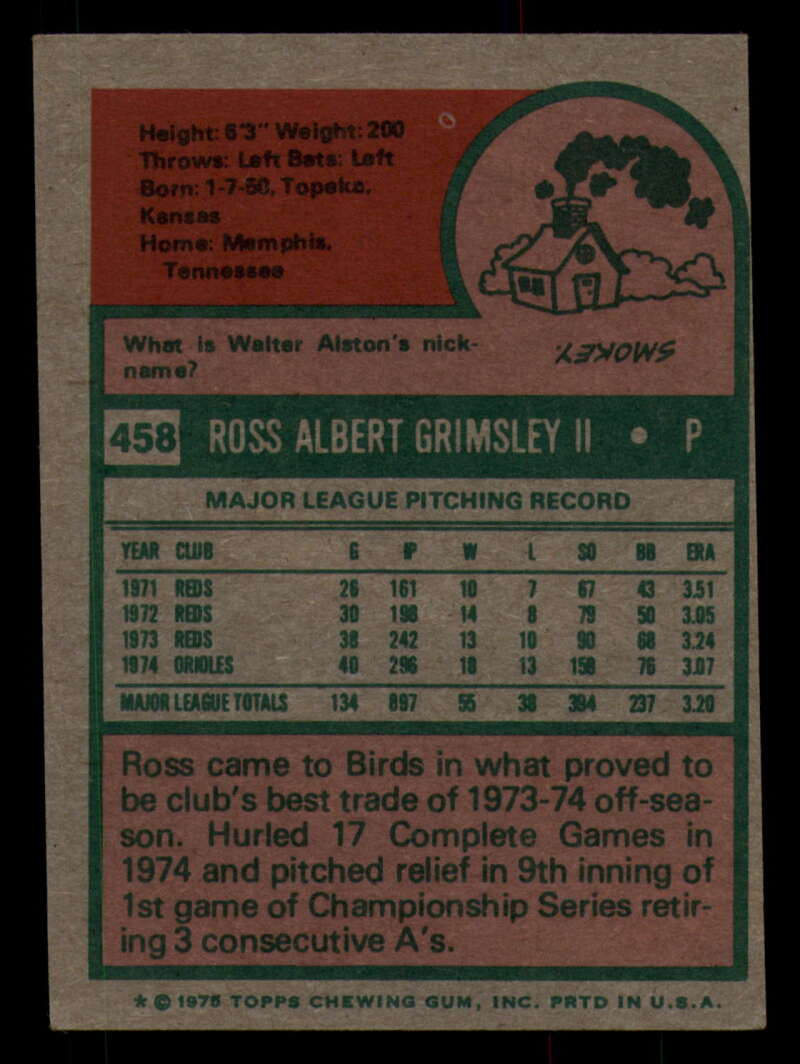 Height: 6'3" Weight: 200
Throws: Left Bats: Left
Born: 1-7-50, Topeka,
Kansas
Home: Memphis,
Tennessee
What is Walter Alston's nick-
name?
SMOKEY.
458 ROSS ALBERT GRIMSLEY II • P
MAJOR LEAGUE PITCHING RECORD
YEAR CLUB G IP W L SO BB ERA
1971 REDS 26 161 10 7 67 43 3.51
1972 REDS 30 198 14 8 79 50 3.05
1973 REDS 38 242 13 10 90 68 3.24
1974 ORIOLES 40 296 18 13 158 76 3.07
MAJOR LEAGUE TOTALS 134 897 55 38 394 237 3.20
Ross came to Birds in what proved to
be club's best trade of 1973-74 off-sea-
son. Hurled 17 Complete Games in
1974 and pitched relief in 9th inning of
1st game of Championship Series retir-
ing 3 consecutive A's.
* © 1975 TOPPS CHEWING GUM, INC. PRTD IN U.S.A.